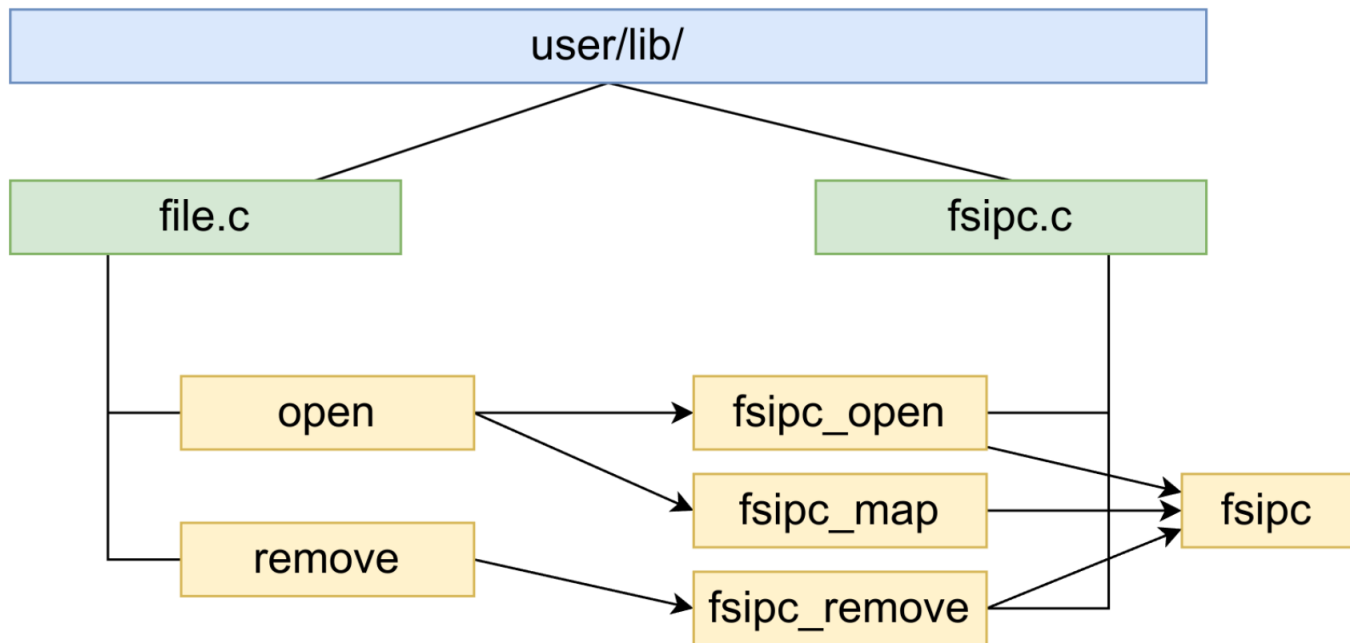 user/lib/
file.c
fsipc.c
open
fsipc_open
fsipc_map
fsipc
remove
fsipc_remove